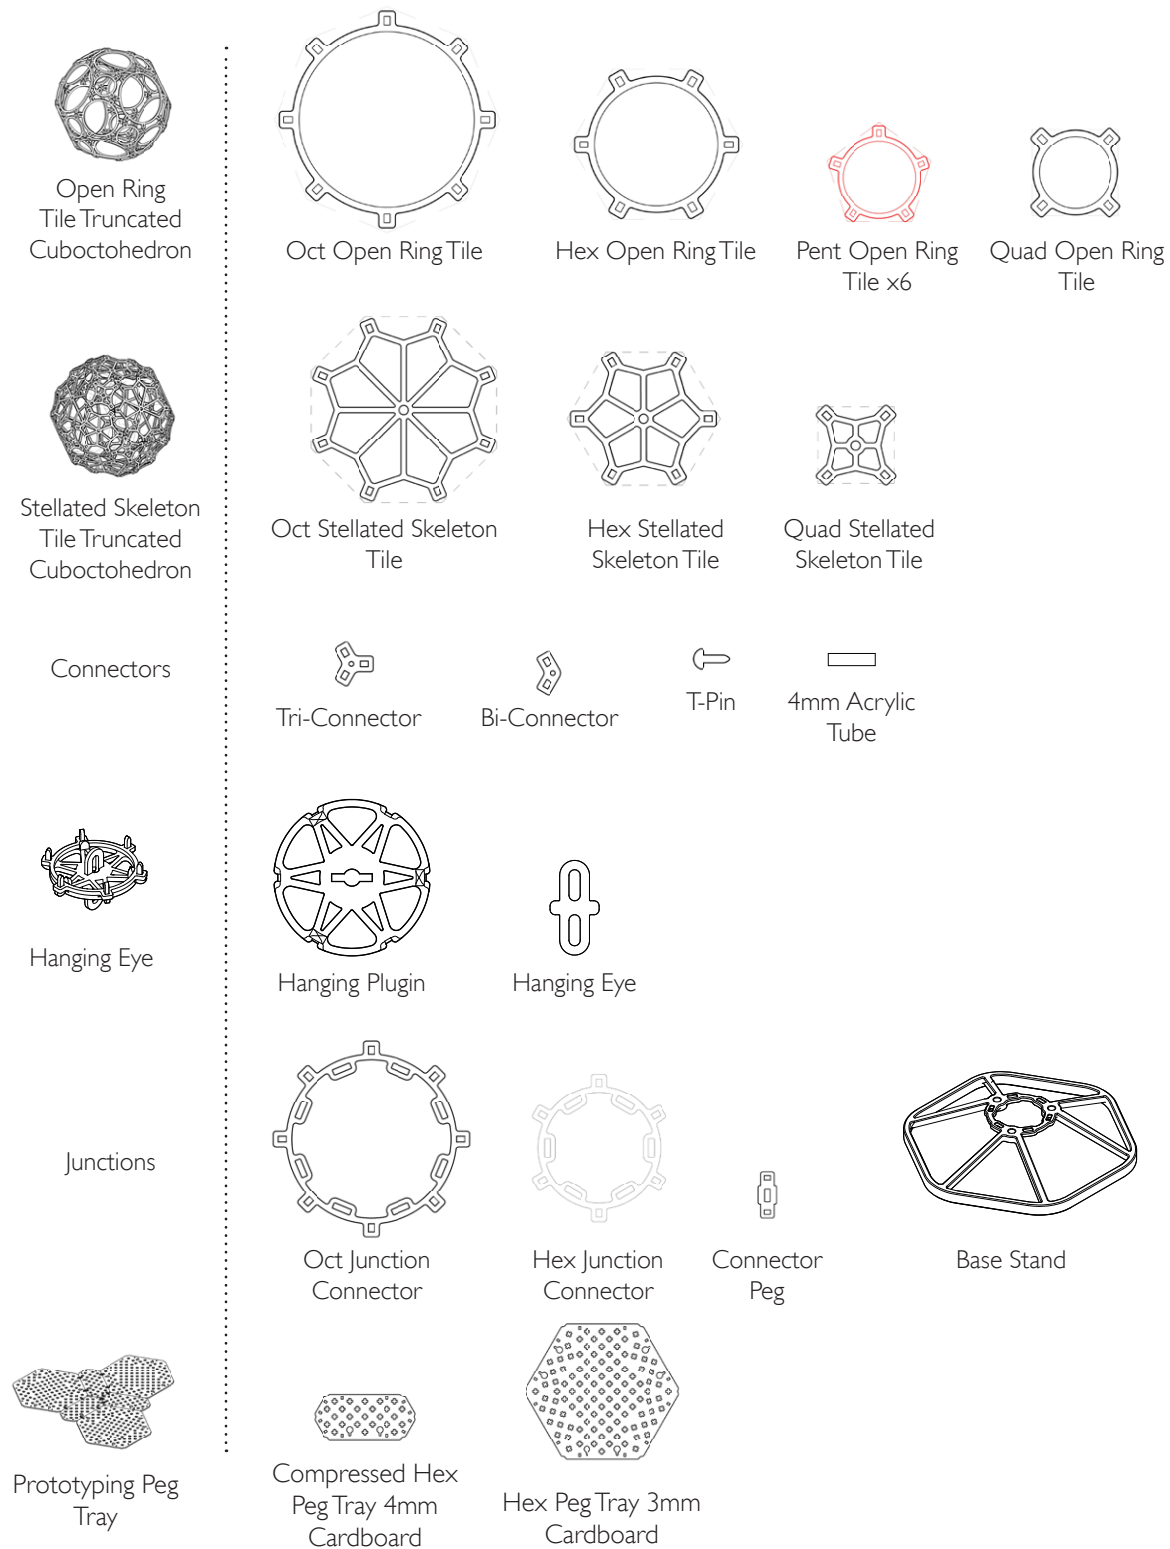 Open Ring
Tile Truncated
Cuboctohedron
Oct Open Ring Tile
Hex Open Ring Tile
Pent Open Ring
Tile x6
Quad Open Ring
Tile
Stellated Skeleton
Tile Truncated
Cuboctohedron
Oct Stellated Skeleton
Tile
Hex Stellated
Skeleton Tile
Quad Stellated
Skeleton Tile
Connectors
Tri-Connector
Bi-Connector
T-Pin
4mm Acrylic
Tube
Hanging Eye
Hanging Plugin
Hanging Eye
Junctions
Oct Junction
Connector
Hex Junction
Connector
Connector
Peg
Base Stand
Prototyping Peg
Tray
Compressed Hex
Peg Tray 4mm
Cardboard
Hex Peg Tray 3mm
Cardboard